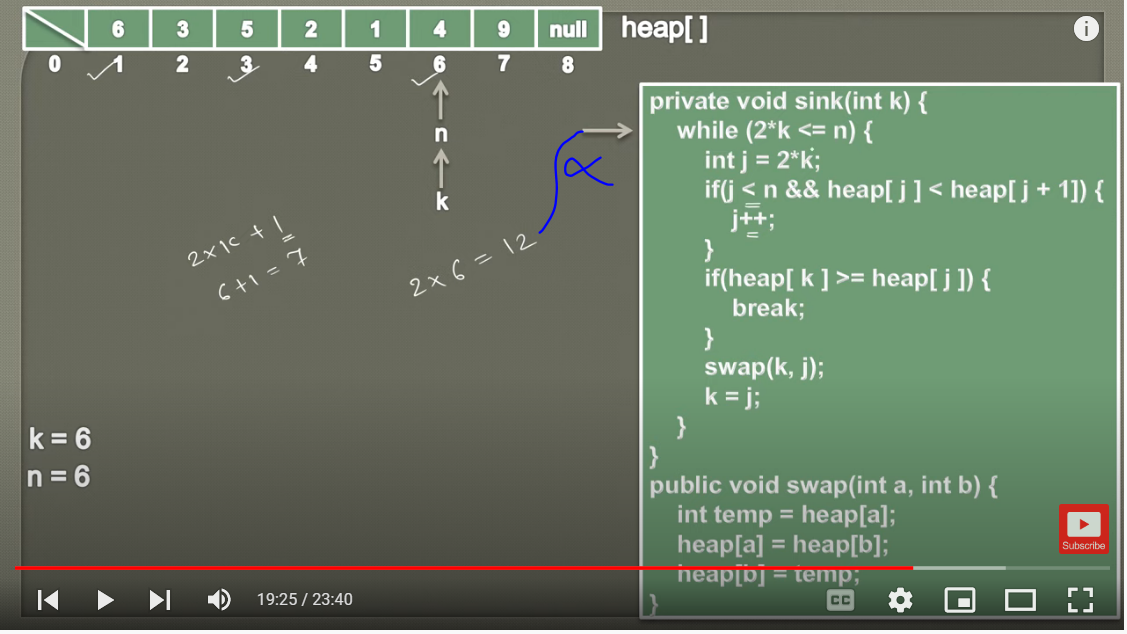 6 3 5 2 1 4 9 null heap[ ]
0 1 2 3 4 5 6 7 8
n
k
2 x k + 1
6 + 1 = 7
2 x 6 = 12
k = 6
n = 6
private void sink(int k) {
while (2*k <= n) {
int j = 2*k;
if(j < n && heap[ j ] < heap[ j + 1]) {
j++;
}
if(heap[ k ] >= heap[ j ]) {
break;
}
swap(k, j);
k = j;
}
}
public void swap(int a, int b) {
int temp = heap[a];
heap[a] = heap[b];
heap[b] = temp;
}
Subscribe
19:25 / 23:40
CC
i